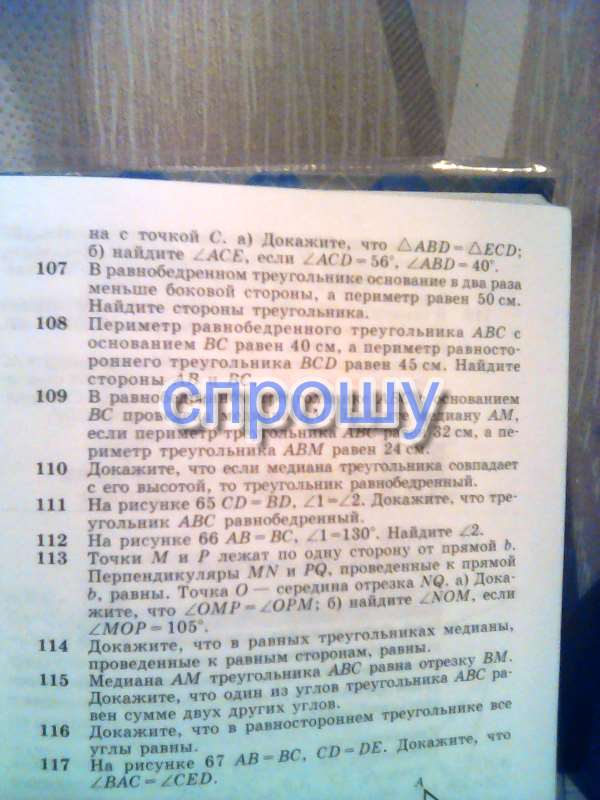 на с точкой C. а) Докажите, что △ABD = △ECD;
б) найдите ∠ACE, если ∠ACD = 56°, ∠ABD = 40°.
107 В равнобедренном треугольнике основание в два раза
меньше боковой стороны, а периметр равен 50 см.
Найдите стороны треугольника.
108 Периметр равнобедренного треугольника ABC с
основанием BC равен 40 см, а периметр равносто-
роннего треугольника BCD равен 45 см. Найдите
стороны AB и BC.
109 В основанием
BC медиану AM,
если периметр треугольника ABC 32 см, а пе-
риметр треугольника ABM равен 24 см.
спрошу
110 Докажите, что если медиана треугольника совпадает
с его высотой, то треугольник равнобедренный.
111 На рисунке 65 CD = BD, ∠1 = ∠2. Докажите, что тре-
угольник ABC равнобедренный.
112 На рисунке 66 AB = BC, ∠1 = 130°. Найдите ∠2.
113 Точки M и P лежат по одну сторону от прямой b.
Перпендикуляры MN и PQ, проведенные к прямой
b, равны. Точка O — середина отрезка NQ. а) Дока-
жите, что ∠OMP = ∠OPM; б) найдите ∠NOM, если
∠MOP = 105°.
114 Докажите, что в равных треугольниках медианы,
проведенные к равным сторонам, равны.
115 Медиана AM треугольника ABC равна отрезку BM.
Докажите, что один из углов треугольника ABC ра-
вен сумме двух других углов.
116 Докажите, что в равностороннем треугольнике все
углы равны.
117 На рисунке 67 AB = BC, CD = DE. Докажите, что
∠BAC = ∠CED.
A